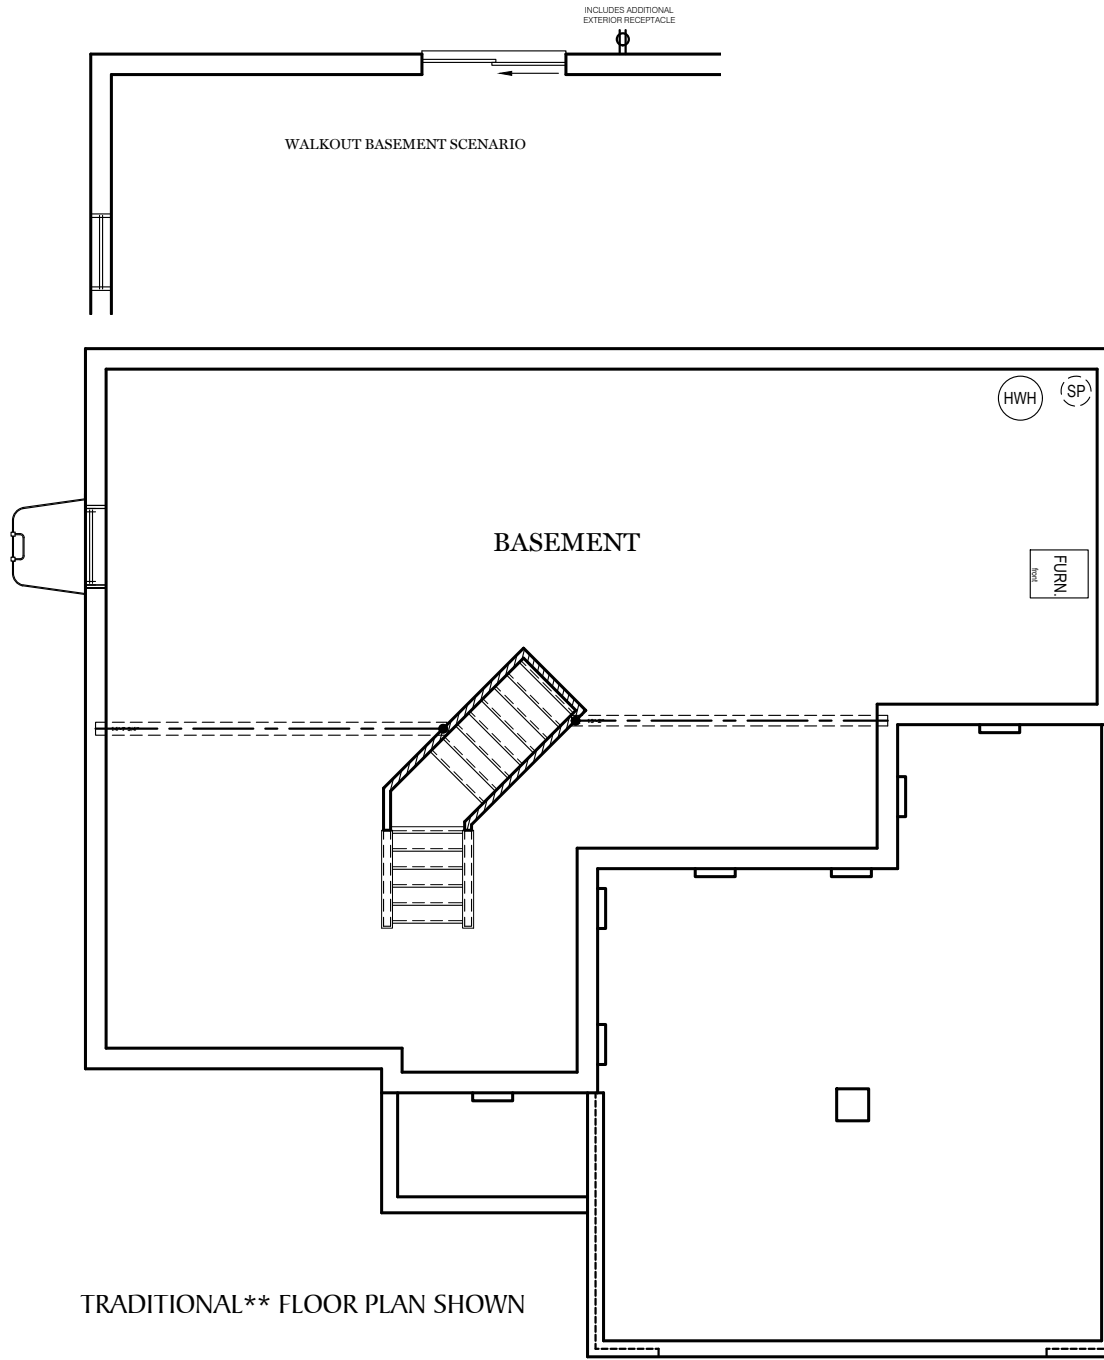 INCLUDES ADDITIONAL
EXTERIOR RECEPTACLE
WALKOUT BASEMENT SCENARIO
HWH
SP
BASEMENT
FURN.
front
TRADITIONAL** FLOOR PLAN SHOWN